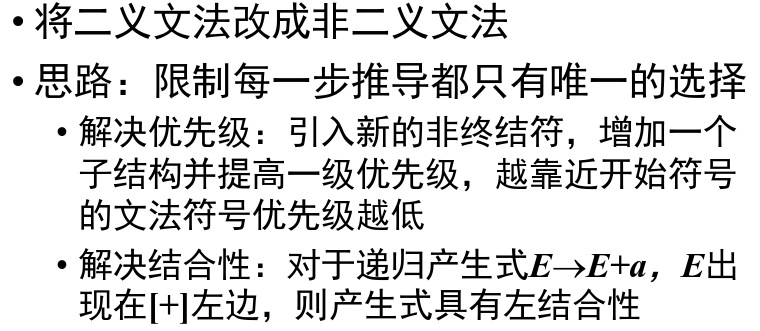 • 将二义文法改成非二义文法
• 思路：限制每一步推导都只有唯一的选择
• 解决优先级：引入新的非终结符，增加一个
子结构并提高一级优先级，越靠近开始符号
的文法符号优先级越低
• 解决结合性：对于递归产生式E→E+a，E出
现在[+]左边，则产生式具有左结合性